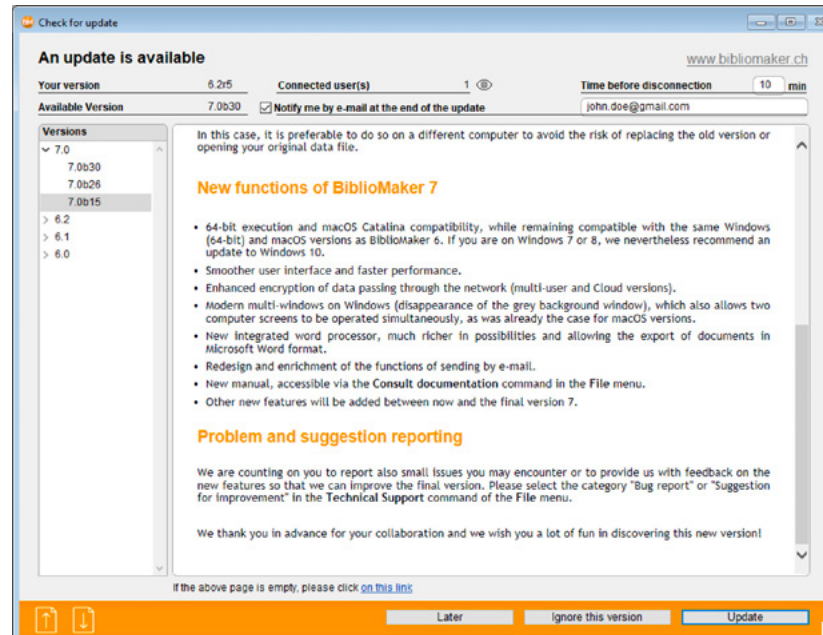 Check for update
An update is available
www.bibliomaker.ch
Your version 6.2r5 Connected user(s) 1 Time before disconnection 10 min
Available Version 7.0b30 Notify me by e-mail at the end of the update john.doe@gmail.com
Versions
7.0
7.0b30
7.0b26
7.0b15
6.2
6.1
6.0
In this case, it is preferable to do so on a different computer to avoid the risk of replacing the old version or
opening your original data file.
New functions of BiblioMaker 7
• 64-bit execution and macOS Catalina compatibility, while remaining compatible with the same Windows
(64-bit) and macOS versions as BiblioMaker 6. If you are on Windows 7 or 8, we nevertheless recommend an
update to Windows 10.
• Smoother user interface and faster performance.
• Enhanced encryption of data passing through the network (multi-user and Cloud versions).
• Modern multi-windows on Windows (disappearance of the grey background window), which also allows two
computer screens to be operated simultaneously, as was already the case for macOS versions.
• New integrated word processor, much richer in possibilities and allowing the export of documents in
Microsoft Word format.
• Redesign and enrichment of the functions of sending by e-mail.
• New manual, accessible via the Consult documentation command in the File menu.
• Other new features will be added between now and the final version 7.
Problem and suggestion reporting
We are counting on you to report also small issues you may encounter or to provide us with feedback on the
new features so that we can improve the final version. Please select the category "Bug report" or "Suggestion
for improvement" in the Technical Support command of the File menu.
We thank you in advance for your collaboration and we wish you a lot of fun in discovering this new version!
If the above page is empty, please click on this link
Later Ignore this version Update